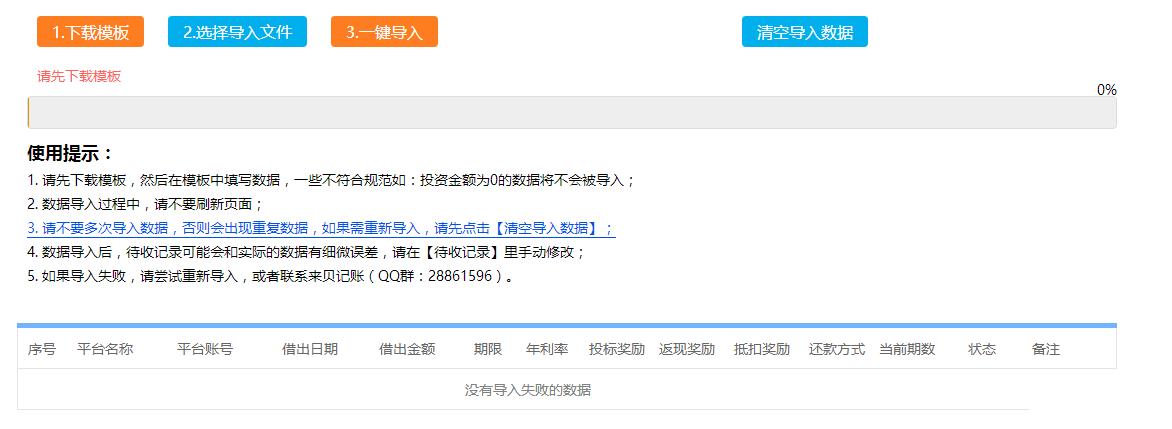 1.下载模板 2.选择导入文件 3.一键导入 清空导入数据
请先下载模板
0%
使用提示：
1. 请先下载模板，然后在模板中填写数据，一些不符合规范如：投资金额为0的数据将不会被导入；
2. 数据导入过程中，请不要刷新页面；
3. 请不要多次导入数据，否则会出现重复数据，如果需重新导入，请先点击【清空导入数据】；
4. 数据导入后，待收记录可能会和实际的数据有细微误差，请在【待收记录】里手动修改；
5. 如果导入失败，请尝试重新导入，或者联系来贝记账（QQ群：28861596）。
序号 平台名称 平台账号 借出日期 借出金额 期限 年利率 投标奖励 返现奖励 抵扣奖励 还款方式 当前期数 状态 备注
没有导入失败的数据